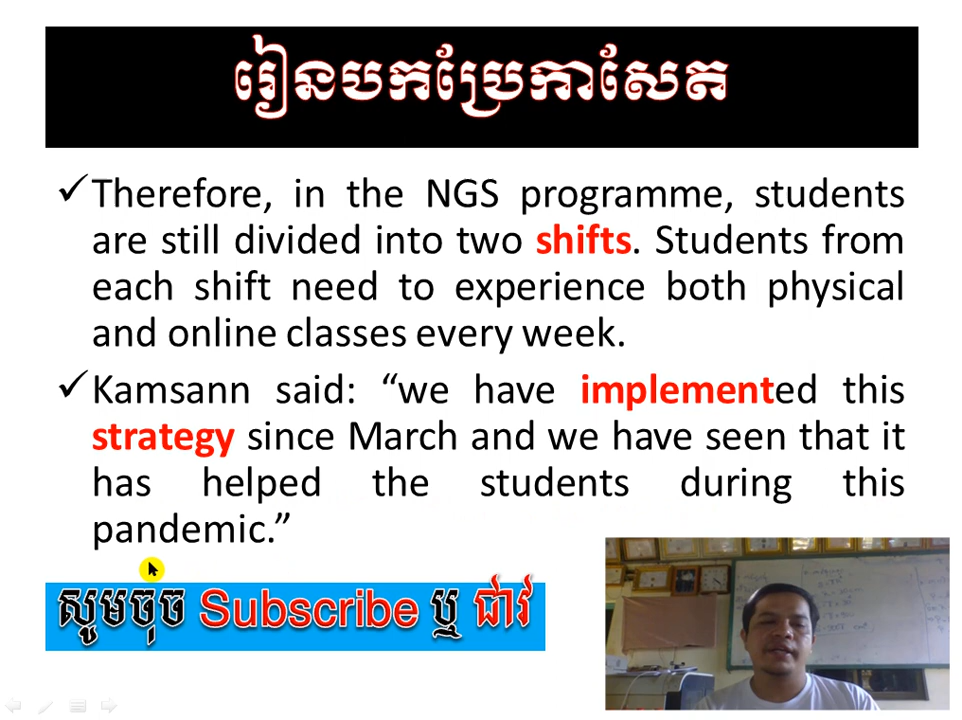 រៀនបកប្រែកាសែត
Therefore, in the NGS programme, students
are still divided into two shifts. Students from
each shift need to experience both physical
and online classes every week.
Kamsann said: “we have implemented this
strategy since March and we have seen that it
has helped the students during this
pandemic.”
សូមចុច Subscribe ឬ ជាវ